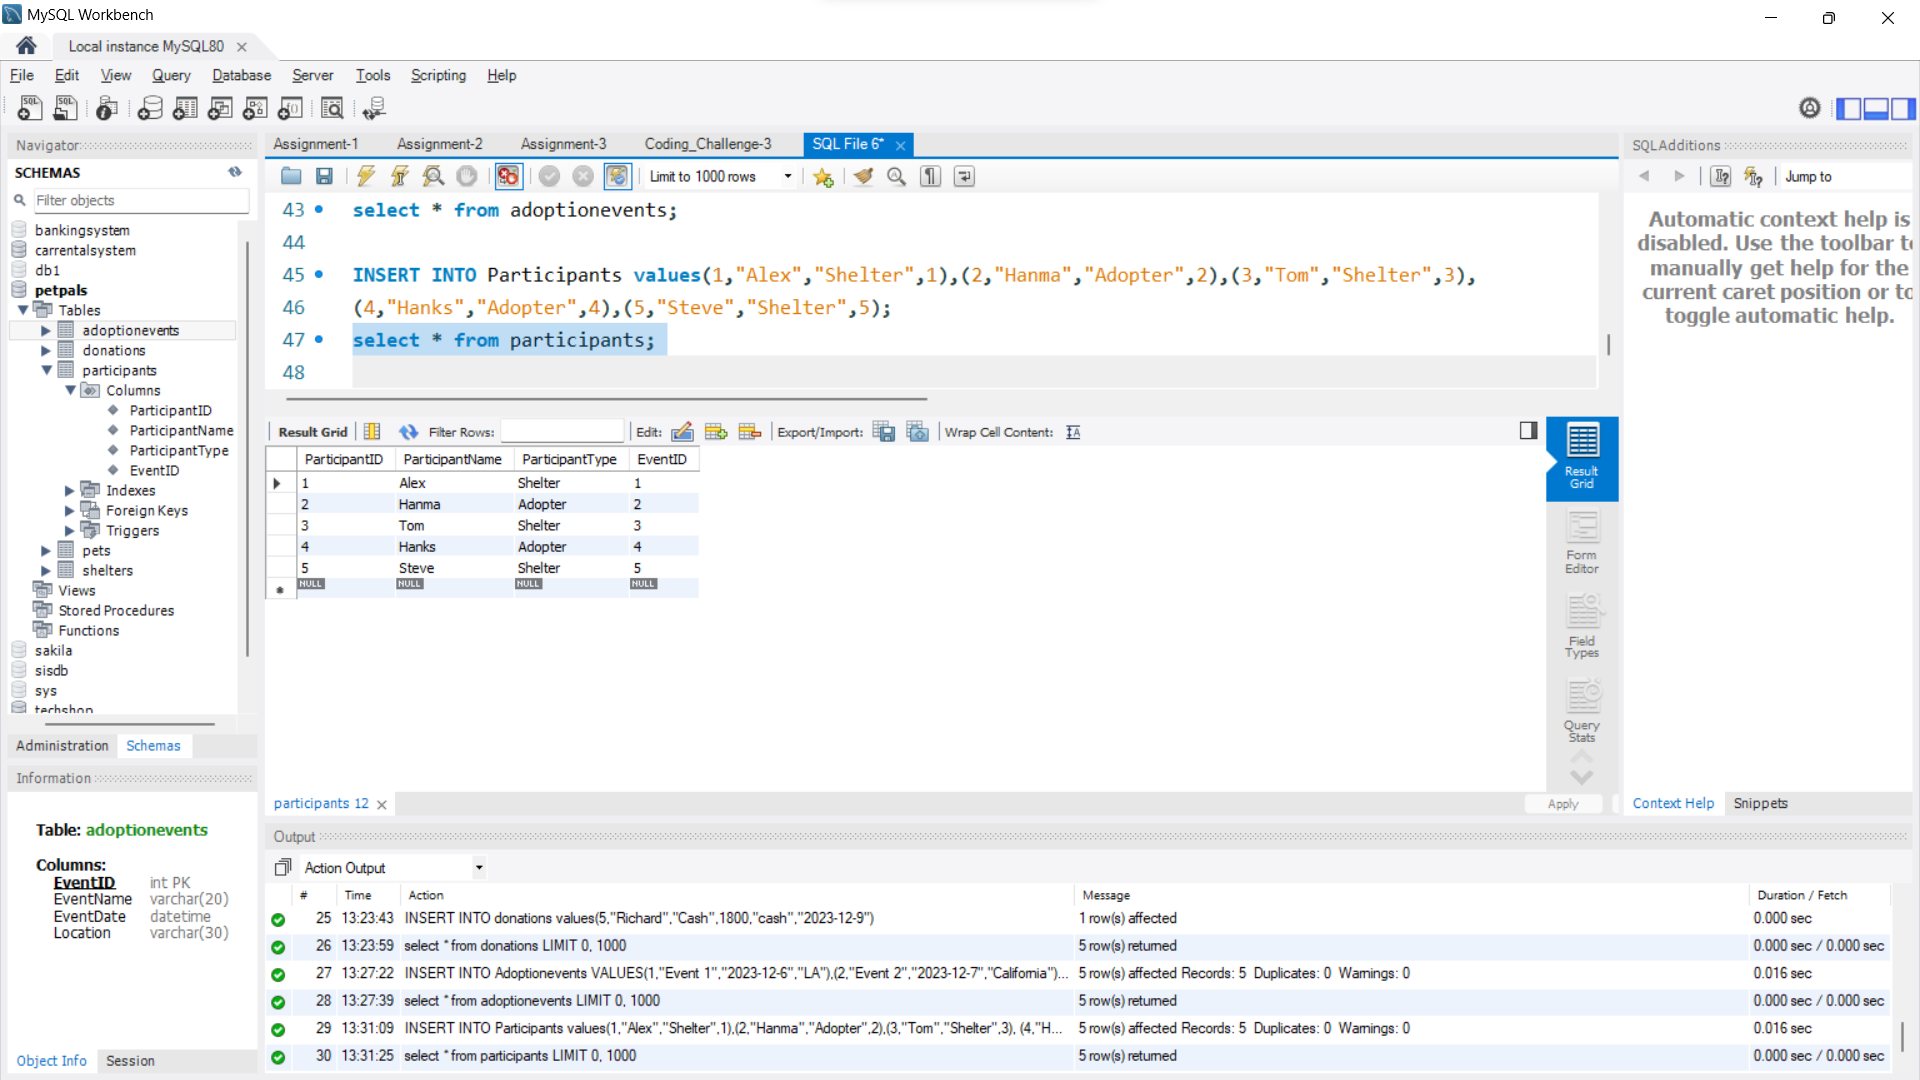 MySQL Workbench
Local instance MySQL80
File Edit View Query Database Server Tools Scripting Help
Navigator
SCHEMAS
Filter objects
bankingsystem
carrentalsystem
db1
petpals
Tables
adoptionevents
donations
participants
Columns
ParticipantID
ParticipantName
ParticipantType
EventID
Indexes
Foreign Keys
Triggers
pets
shelters
Views
Stored Procedures
Functions
sakila
sisdb
sys
techshop
Administration Schemas
Information
Table: adoptionevents
Columns:
EventID int PK
EventName varchar(20)
EventDate datetime
Location varchar(30)
Object Info Session
Assignment-1 Assignment-2 Assignment-3 Coding_Challenge-3 SQL File 6*
Limit to 1000 rows
43 select * from adoptionevents;
44
45 INSERT INTO Participants values(1,"Alex","Shelter",1),(2,"Hanma","Adopter",2),(3,"Tom","Shelter",3),
46 (4,"Hanks","Adopter",4),(5,"Steve","Shelter",5);
47 select * from participants;
48
Result Grid Filter Rows: Edit: Export/Import: Wrap Cell Content:
ParticipantID ParticipantName ParticipantType EventID
1 Alex Shelter 1
2 Hanma Adopter 2
3 Tom Shelter 3
4 Hanks Adopter 4
5 Steve Shelter 5
NULL NULL NULL NULL
Result Grid
Form Editor
Field Types
Query Stats
participants 12
Apply
SQLAdditions
Jump to
Automatic context help is
disabled. Use the toolbar to
manually get help for the
current caret position or to
toggle automatic help.
Context Help Snippets
Output
Action Output
# Time Action Message Duration / Fetch
25 13:23:43 INSERT INTO donations values(5,"Richard","Cash",1800,"cash","2023-12-9") 1 row(s) affected 0.000 sec
26 13:23:59 select * from donations LIMIT 0, 1000 5 row(s) returned 0.000 sec / 0.000 sec
27 13:27:22 INSERT INTO Adoptionevents VALUES(1,"Event 1","2023-12-6","LA"),(2,"Event 2","2023-12-7","California")... 5 row(s) affected Records: 5 Duplicates: 0 Warnings: 0 0.016 sec
28 13:27:39 select * from adoptionevents LIMIT 0, 1000 5 row(s) returned 0.000 sec / 0.000 sec
29 13:31:09 INSERT INTO Participants values(1,"Alex","Shelter",1),(2,"Hanma","Adopter",2),(3,"Tom","Shelter",3), (4,"H... 5 row(s) affected Records: 5 Duplicates: 0 Warnings: 0 0.016 sec
30 13:31:25 select * from participants LIMIT 0, 1000 5 row(s) returned 0.000 sec / 0.000 sec